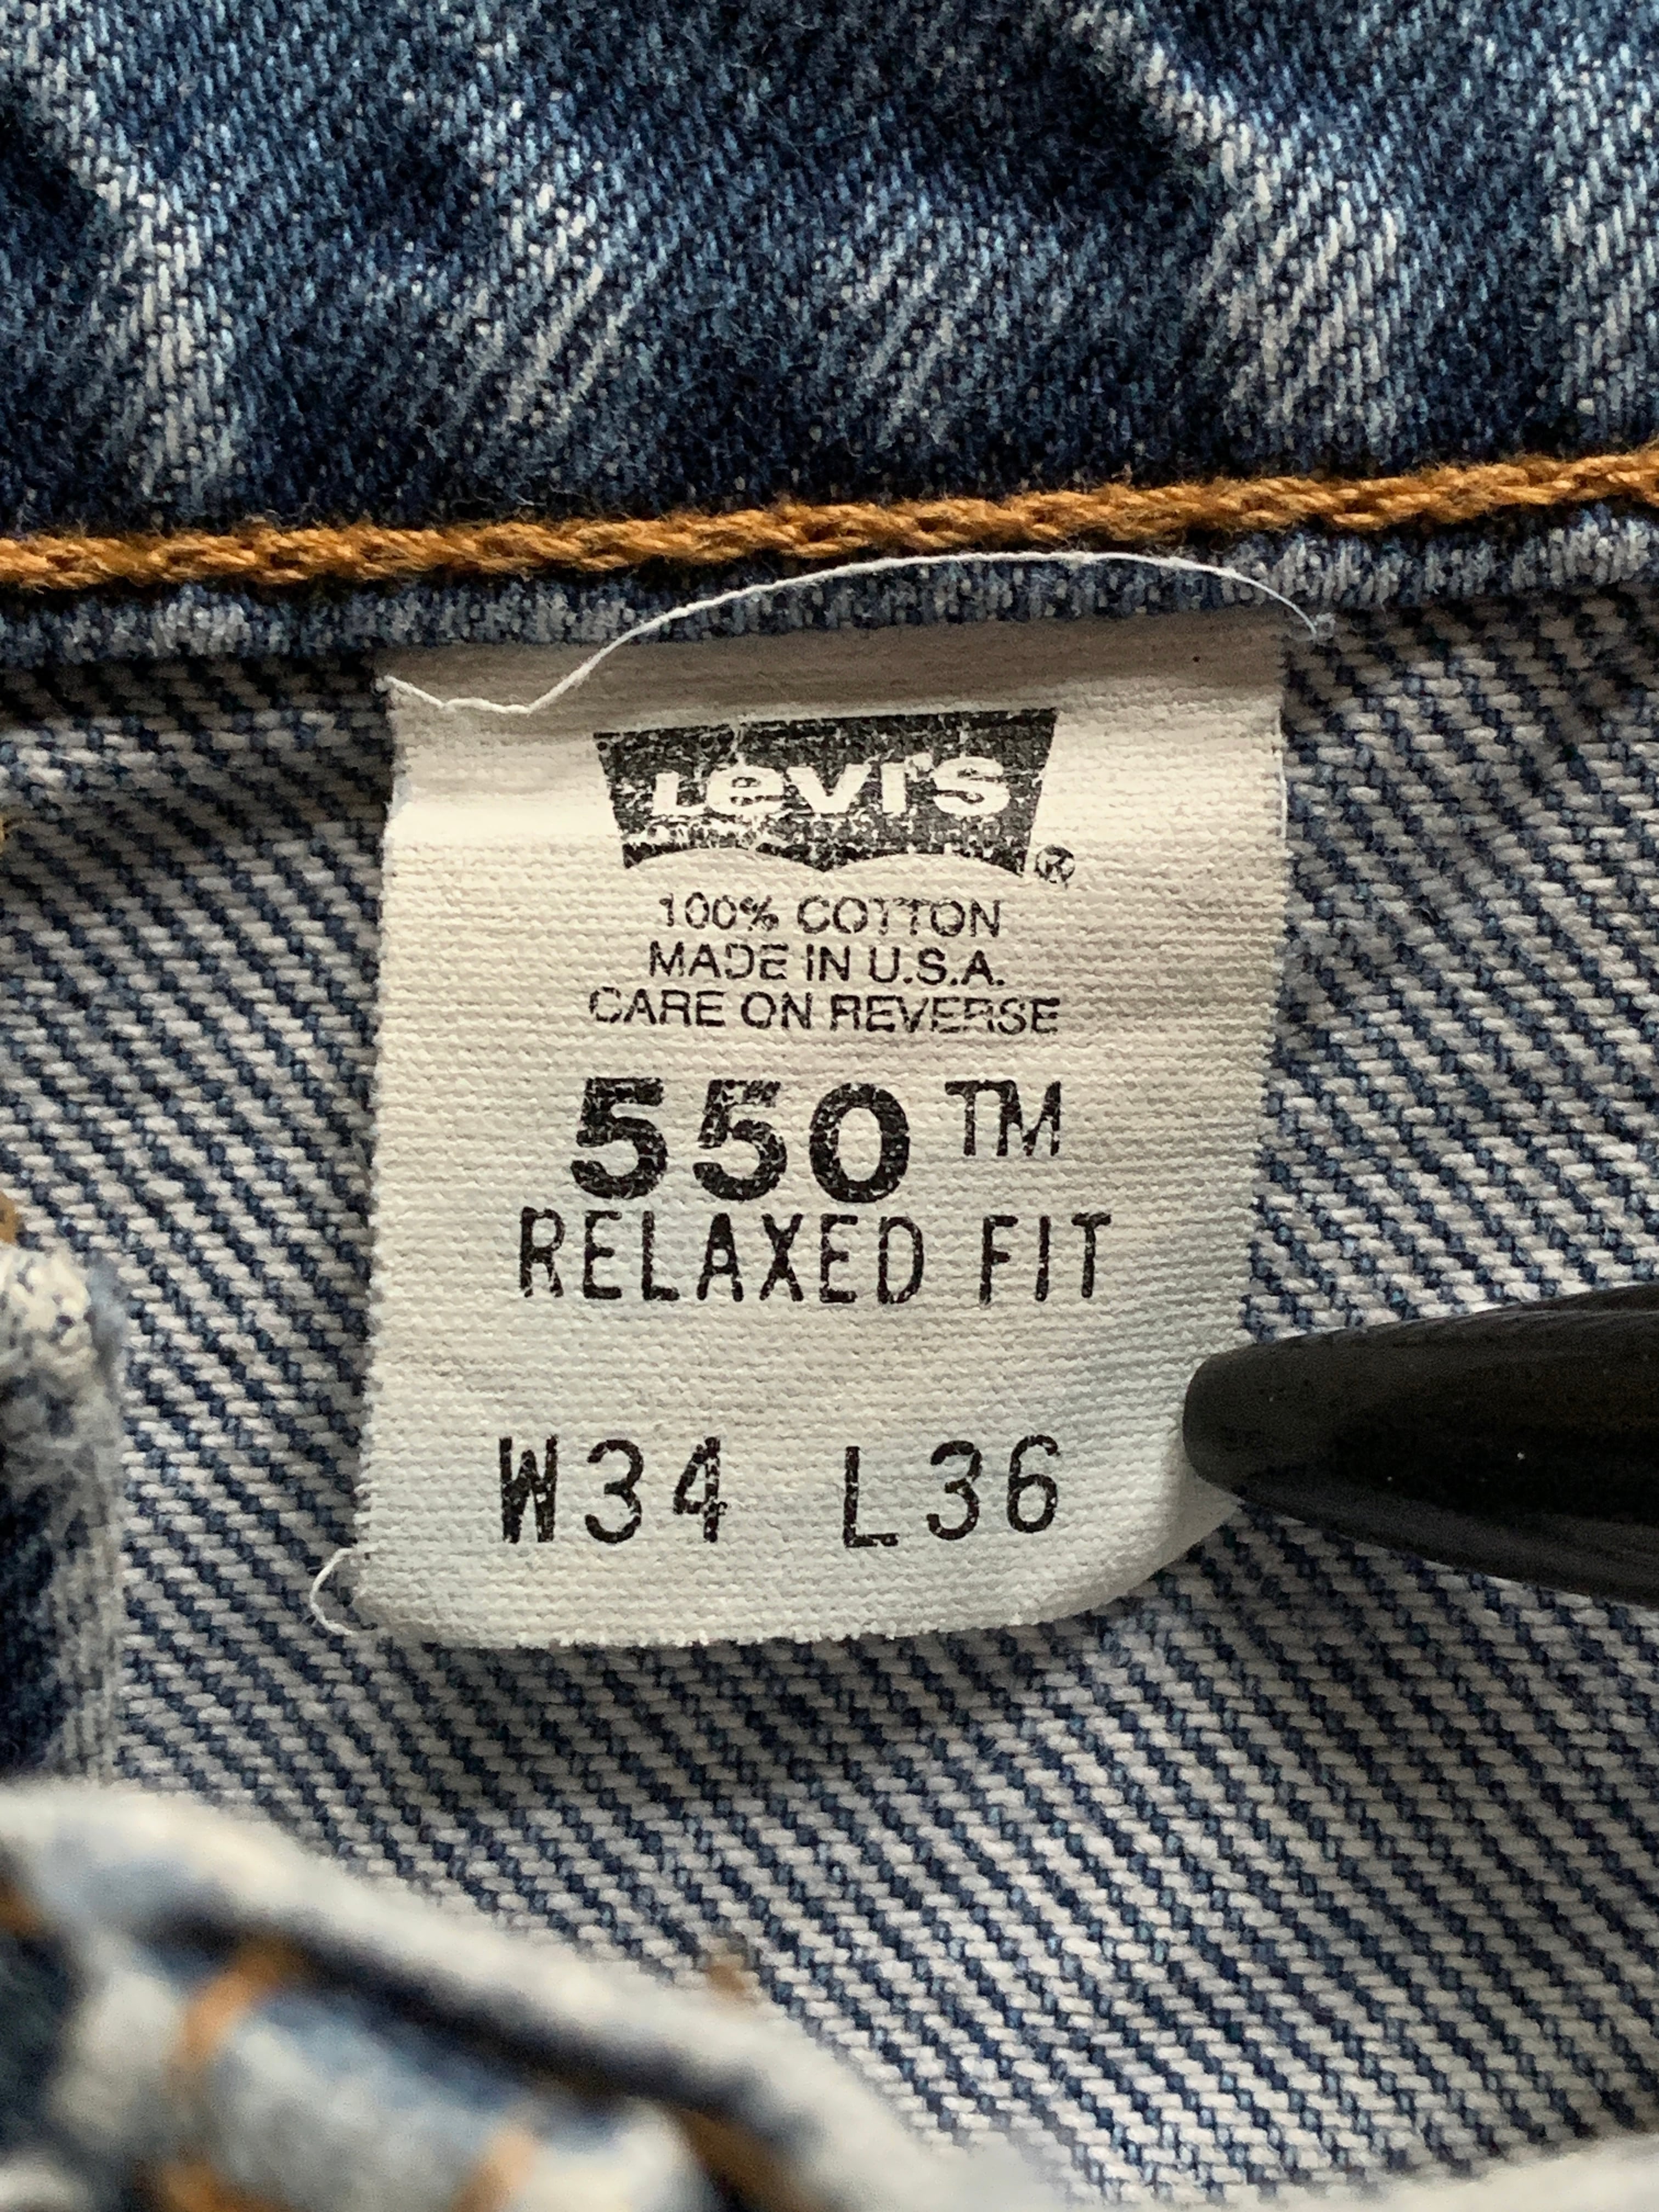 Levi's ®
100% COTTON
MADE IN U.S.A.
CARE ON REVERSE
550™
RELAXED FIT
W34 L36